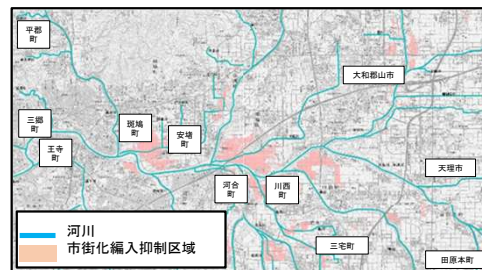 平群
町
大和郡山市
三郷
町
斑鳩
町
安堵
町
王寺
町
天理市
河合
町
川西
町
三宅町
田原本町
河川
市街化編入抑制区域